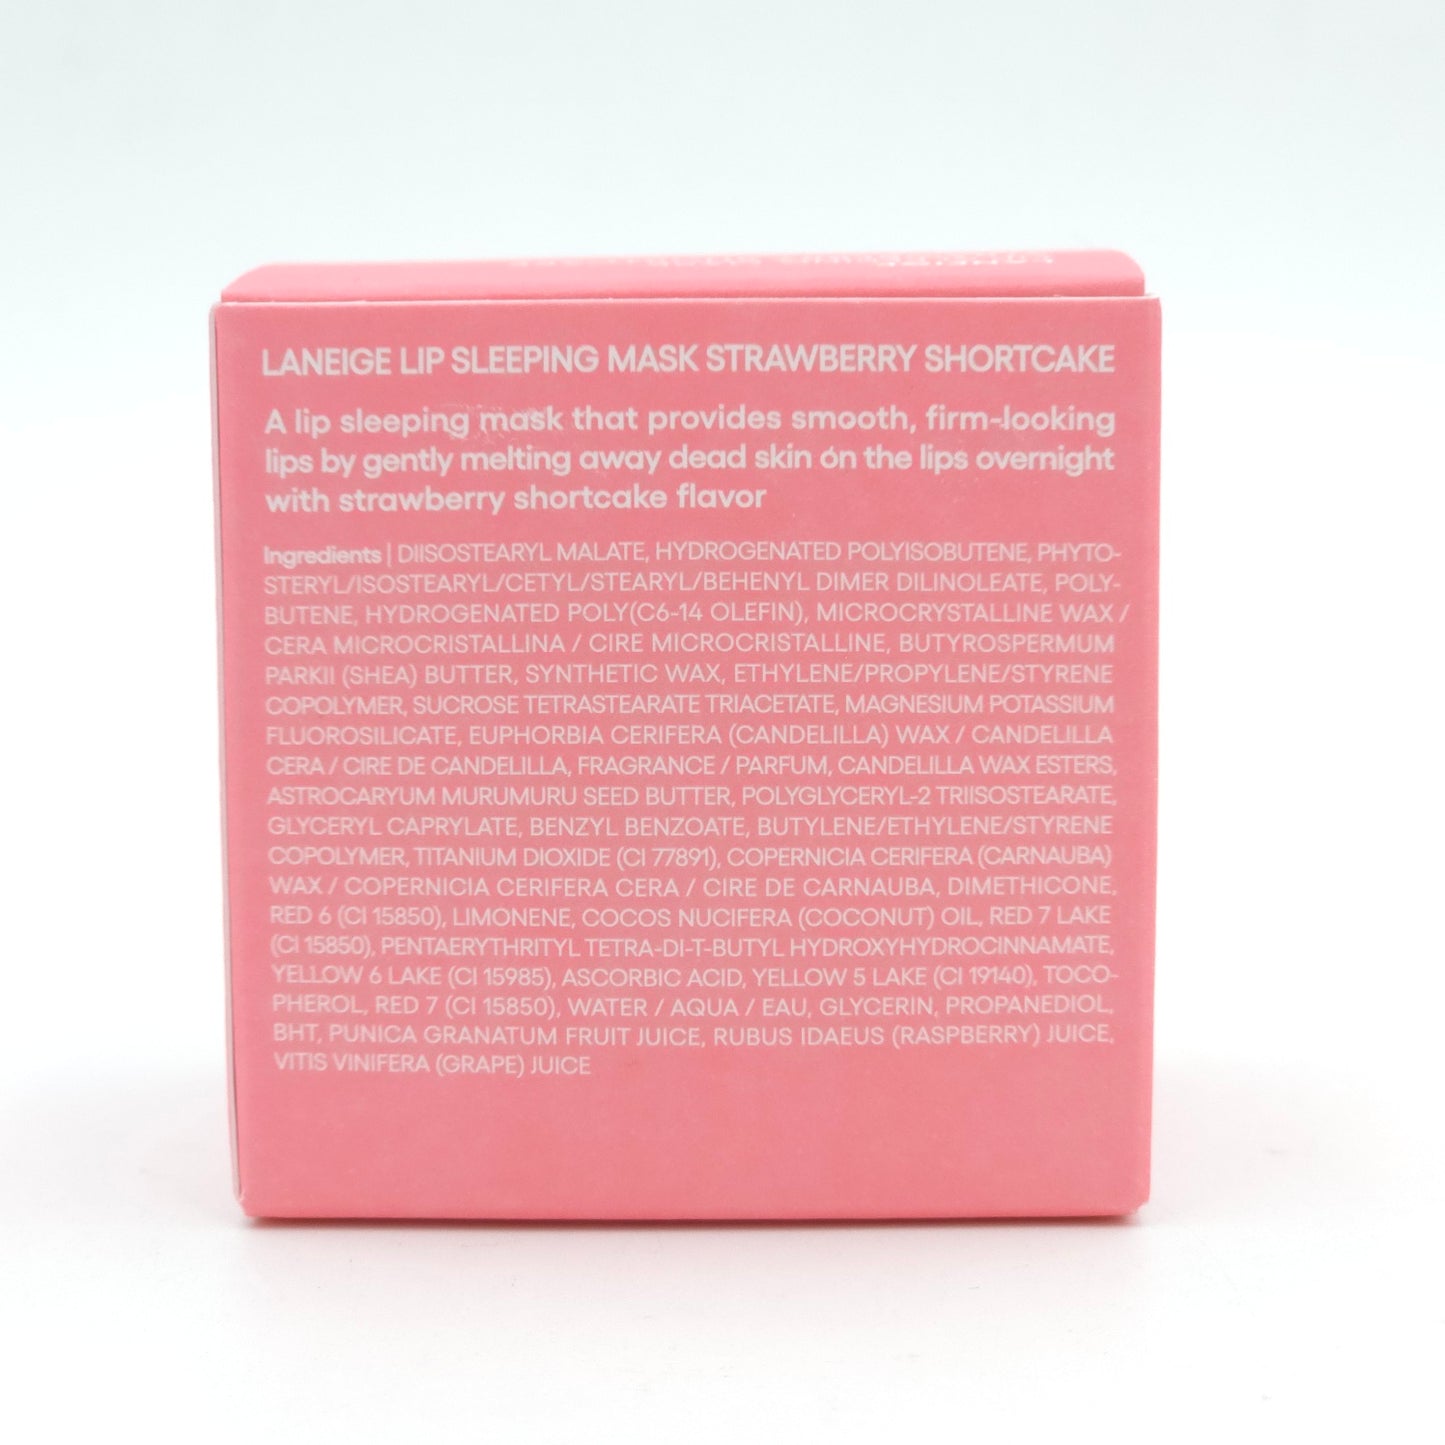 LANEIGE LIP SLEEPING MASK STRAWBERRY SHORTCAKE
A lip sleeping mask that provides smooth, firm-looking
lips by gently melting away dead skin on the lips overnight
with strawberry shortcake flavor
Ingredients | DIISOSTEARYL MALATE, HYDROGENATED POLYISOBUTENE, PHYTO-
STERYL/ISOSTEARYL/CETYL/STEARYL/BEHENYL DIMER DILINOLEATE, POLY-
BUTENE, HYDROGENATED POLY(C6-14 OLEFIN), MICROCRYSTALLINE WAX /
CERA MICROCRISTALLINA / CIRE MICROCRISTALLINE, BUTYROSPERMUM
PARKII (SHEA) BUTTER, SYNTHETIC WAX, ETHYLENE/PROPYLENE/STYRENE
COPOLYMER, SUCROSE TETRASTEARATE TRIACETATE, MAGNESIUM POTASSIUM
FLUOROSILICATE, EUPHORBIA CERIFERA (CANDELILLA) WAX / CANDELILLA
CERA / CIRE DE CANDELILLA, FRAGRANCE / PARFUM, CANDELILLA WAX ESTERS,
ASTROCARYUM MURUMURU SEED BUTTER, POLYGLYCERYL-2 TRIISOSTEARATE,
GLYCERYL CAPRYLATE, BENZYL BENZOATE, BUTYLENE/ETHYLENE/STYRENE
COPOLYMER, TITANIUM DIOXIDE (CI 77891), COPERNICIA CERIFERA (CARNAUBA)
WAX / COPERNICIA CERIFERA CERA / CIRE DE CARNAUBA, DIMETHICONE,
RED 6 (CI 15850), LIMONENE, COCOS NUCIFERA (COCONUT) OIL, RED 7 LAKE
(CI 15850), PENTAERYTHRITYL TETRA-DI-T-BUTYL HYDROXYHYDROCINNAMATE,
YELLOW 6 LAKE (CI 15985), ASCORBIC ACID, YELLOW 5 LAKE (CI 19140), TOCO-
PHEROL, RED 7 (CI 15850), WATER / AQUA / EAU, GLYCERIN, PROPANEDIOL,
BHT, PUNICA GRANATUM FRUIT JUICE, RUBUS IDAEUS (RASPBERRY) JUICE,
VITIS VINIFERA (GRAPE) JUICE